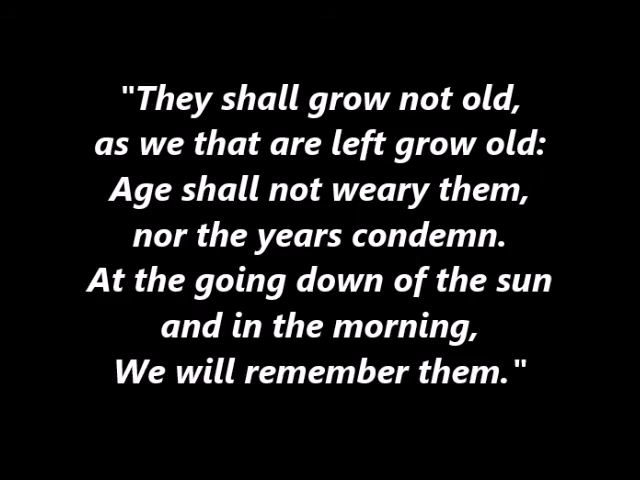 "They shall grow not old,
as we that are left grow old:
Age shall not weary them,
nor the years condemn.
At the going down of the sun
and in the morning,
We will remember them."